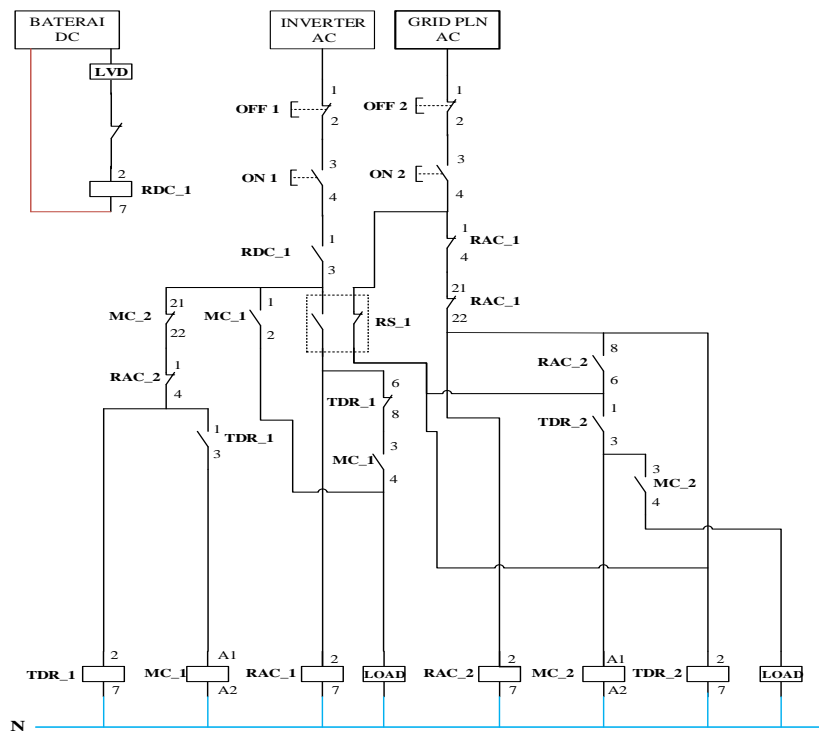 BATERAI
DC
INVERTER
AC
GRID PLN
AC
LVD
OFF 1
1
2
OFF 2
1
2
2
RDC_1
7
ON 1
3
4
ON 2
3
4
RDC_1
1
3
1
RAC_1
4
MC_2
21
22
MC_1
1
2
RS_1
21
RAC_1
22
RAC_2
1
4
TDR_1
6
8
RAC_2
8
6
1
TDR_1
3
MC_1
3
4
TDR_2
1
3
3
MC_2
4
TDR_1
2
7
MC_1
A1
A2
RAC_1
2
7
LOAD
RAC_2
2
7
MC_2
A1
A2
TDR_2
2
7
LOAD
N